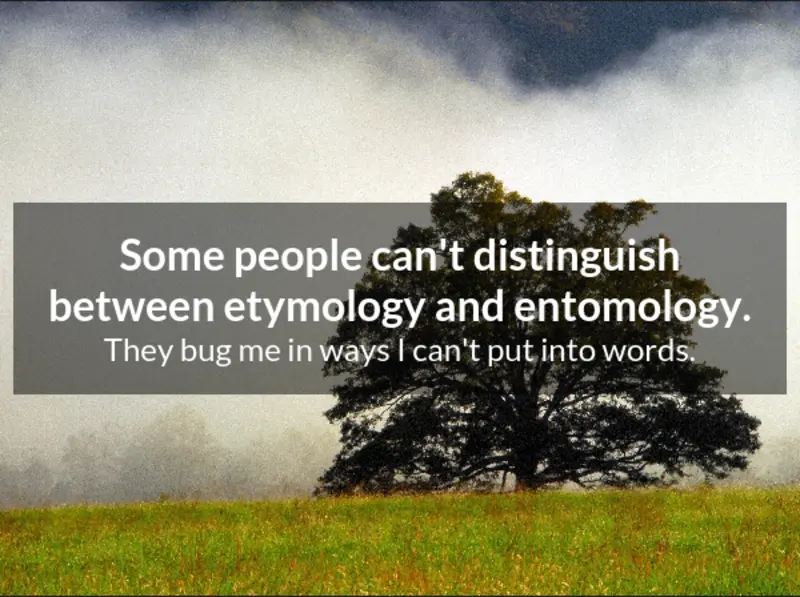 Some people can't distinguish
between etymology and entomology.
They bug me in ways I can't put into words.